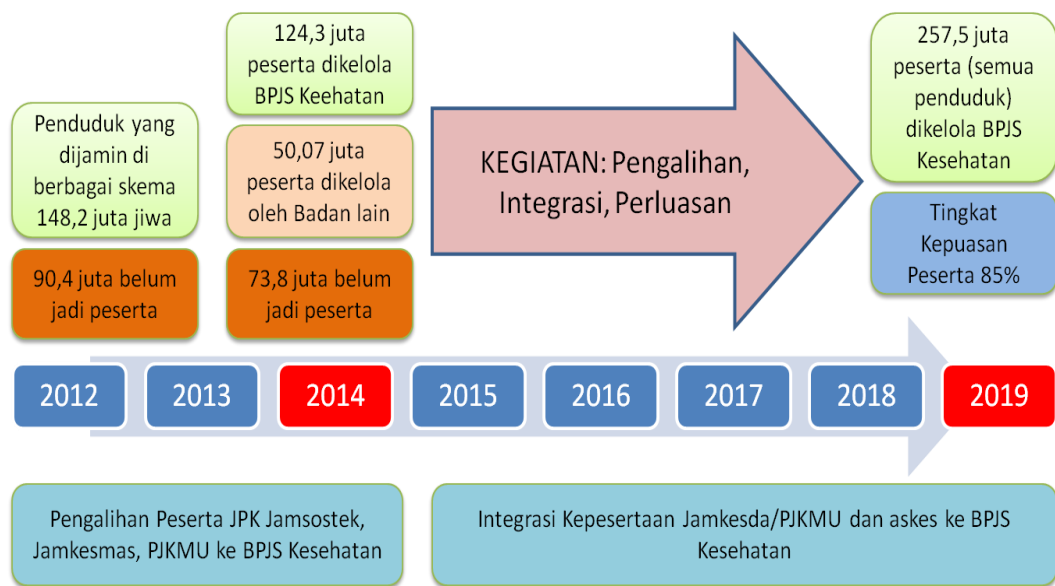 Penduduk yang
dijamin di
berbagai skema
148,2 juta jiwa
90,4 juta belum
jadi peserta
124,3 juta
peserta dikelola
BPJS Keehatan
50,07 juta
peserta dikelola
oleh Badan lain
73,8 juta belum
jadi peserta
KEGIATAN: Pengalihan,
Integrasi, Perluasan
257,5 juta
peserta (semua
penduduk)
dikelola BPJS
Kesehatan
Tingkat
Kepuasan
Peserta 85%
2012
2013
2014
2015
2016
2017
2018
2019
Pengalihan Peserta JPK Jamsostek,
Jamkesmas, PJKMU ke BPJS Kesehatan
Integrasi Kepesertaan Jamkesda/PJKMU dan askes ke BPJS
Kesehatan